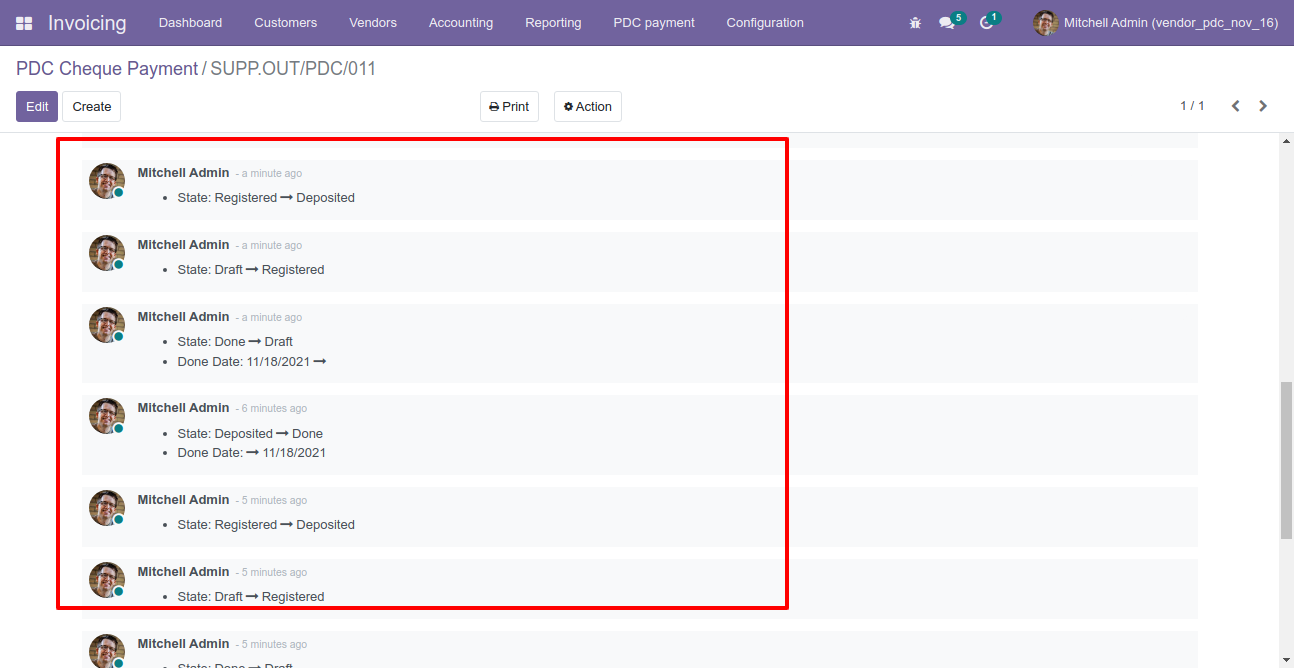 Invoicing Dashboard Customers Vendors Accounting Reporting PDC payment Configuration 5 1 Mitchell Admin (vendor_pdc_nov_16)
PDC Cheque Payment / SUPP.OUT/PDC/011
Edit Create Print Action 1 / 1
Mitchell Admin - a minute ago
• State: Registered → Deposited
Mitchell Admin - a minute ago
• State: Draft → Registered
Mitchell Admin - a minute ago
• State: Done → Draft
• Done Date: 11/18/2021 →
Mitchell Admin - 6 minutes ago
• State: Deposited → Done
• Done Date: → 11/18/2021
Mitchell Admin - 5 minutes ago
• State: Registered → Deposited
Mitchell Admin - 5 minutes ago
• State: Draft → Registered
Mitchell Admin - 5 minutes ago
• State: Done → Draft